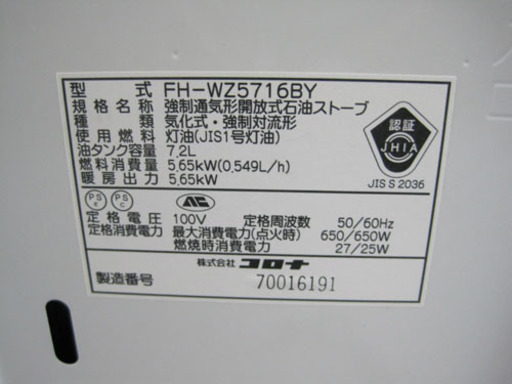 型 式 FH-WZ5716BY
規格名称 強制通気形開放式石油ストーブ
種 類 気化式・強制対流形
使用燃料 灯油(JIS1号灯油)
油タンク容量 7.2L
燃料消費量 5.65kW(0.549L/h)
暖房出力 5.65kW
認証
JHIA
JIS S 2036
PS E PS C
定格電圧 100V 定格周波数 50/60Hz
定格消費電力 最大消費電力(点火時) 650/650W
燃焼時消費電力 27/25W
株式会社 コロナ
製造番号 70016191